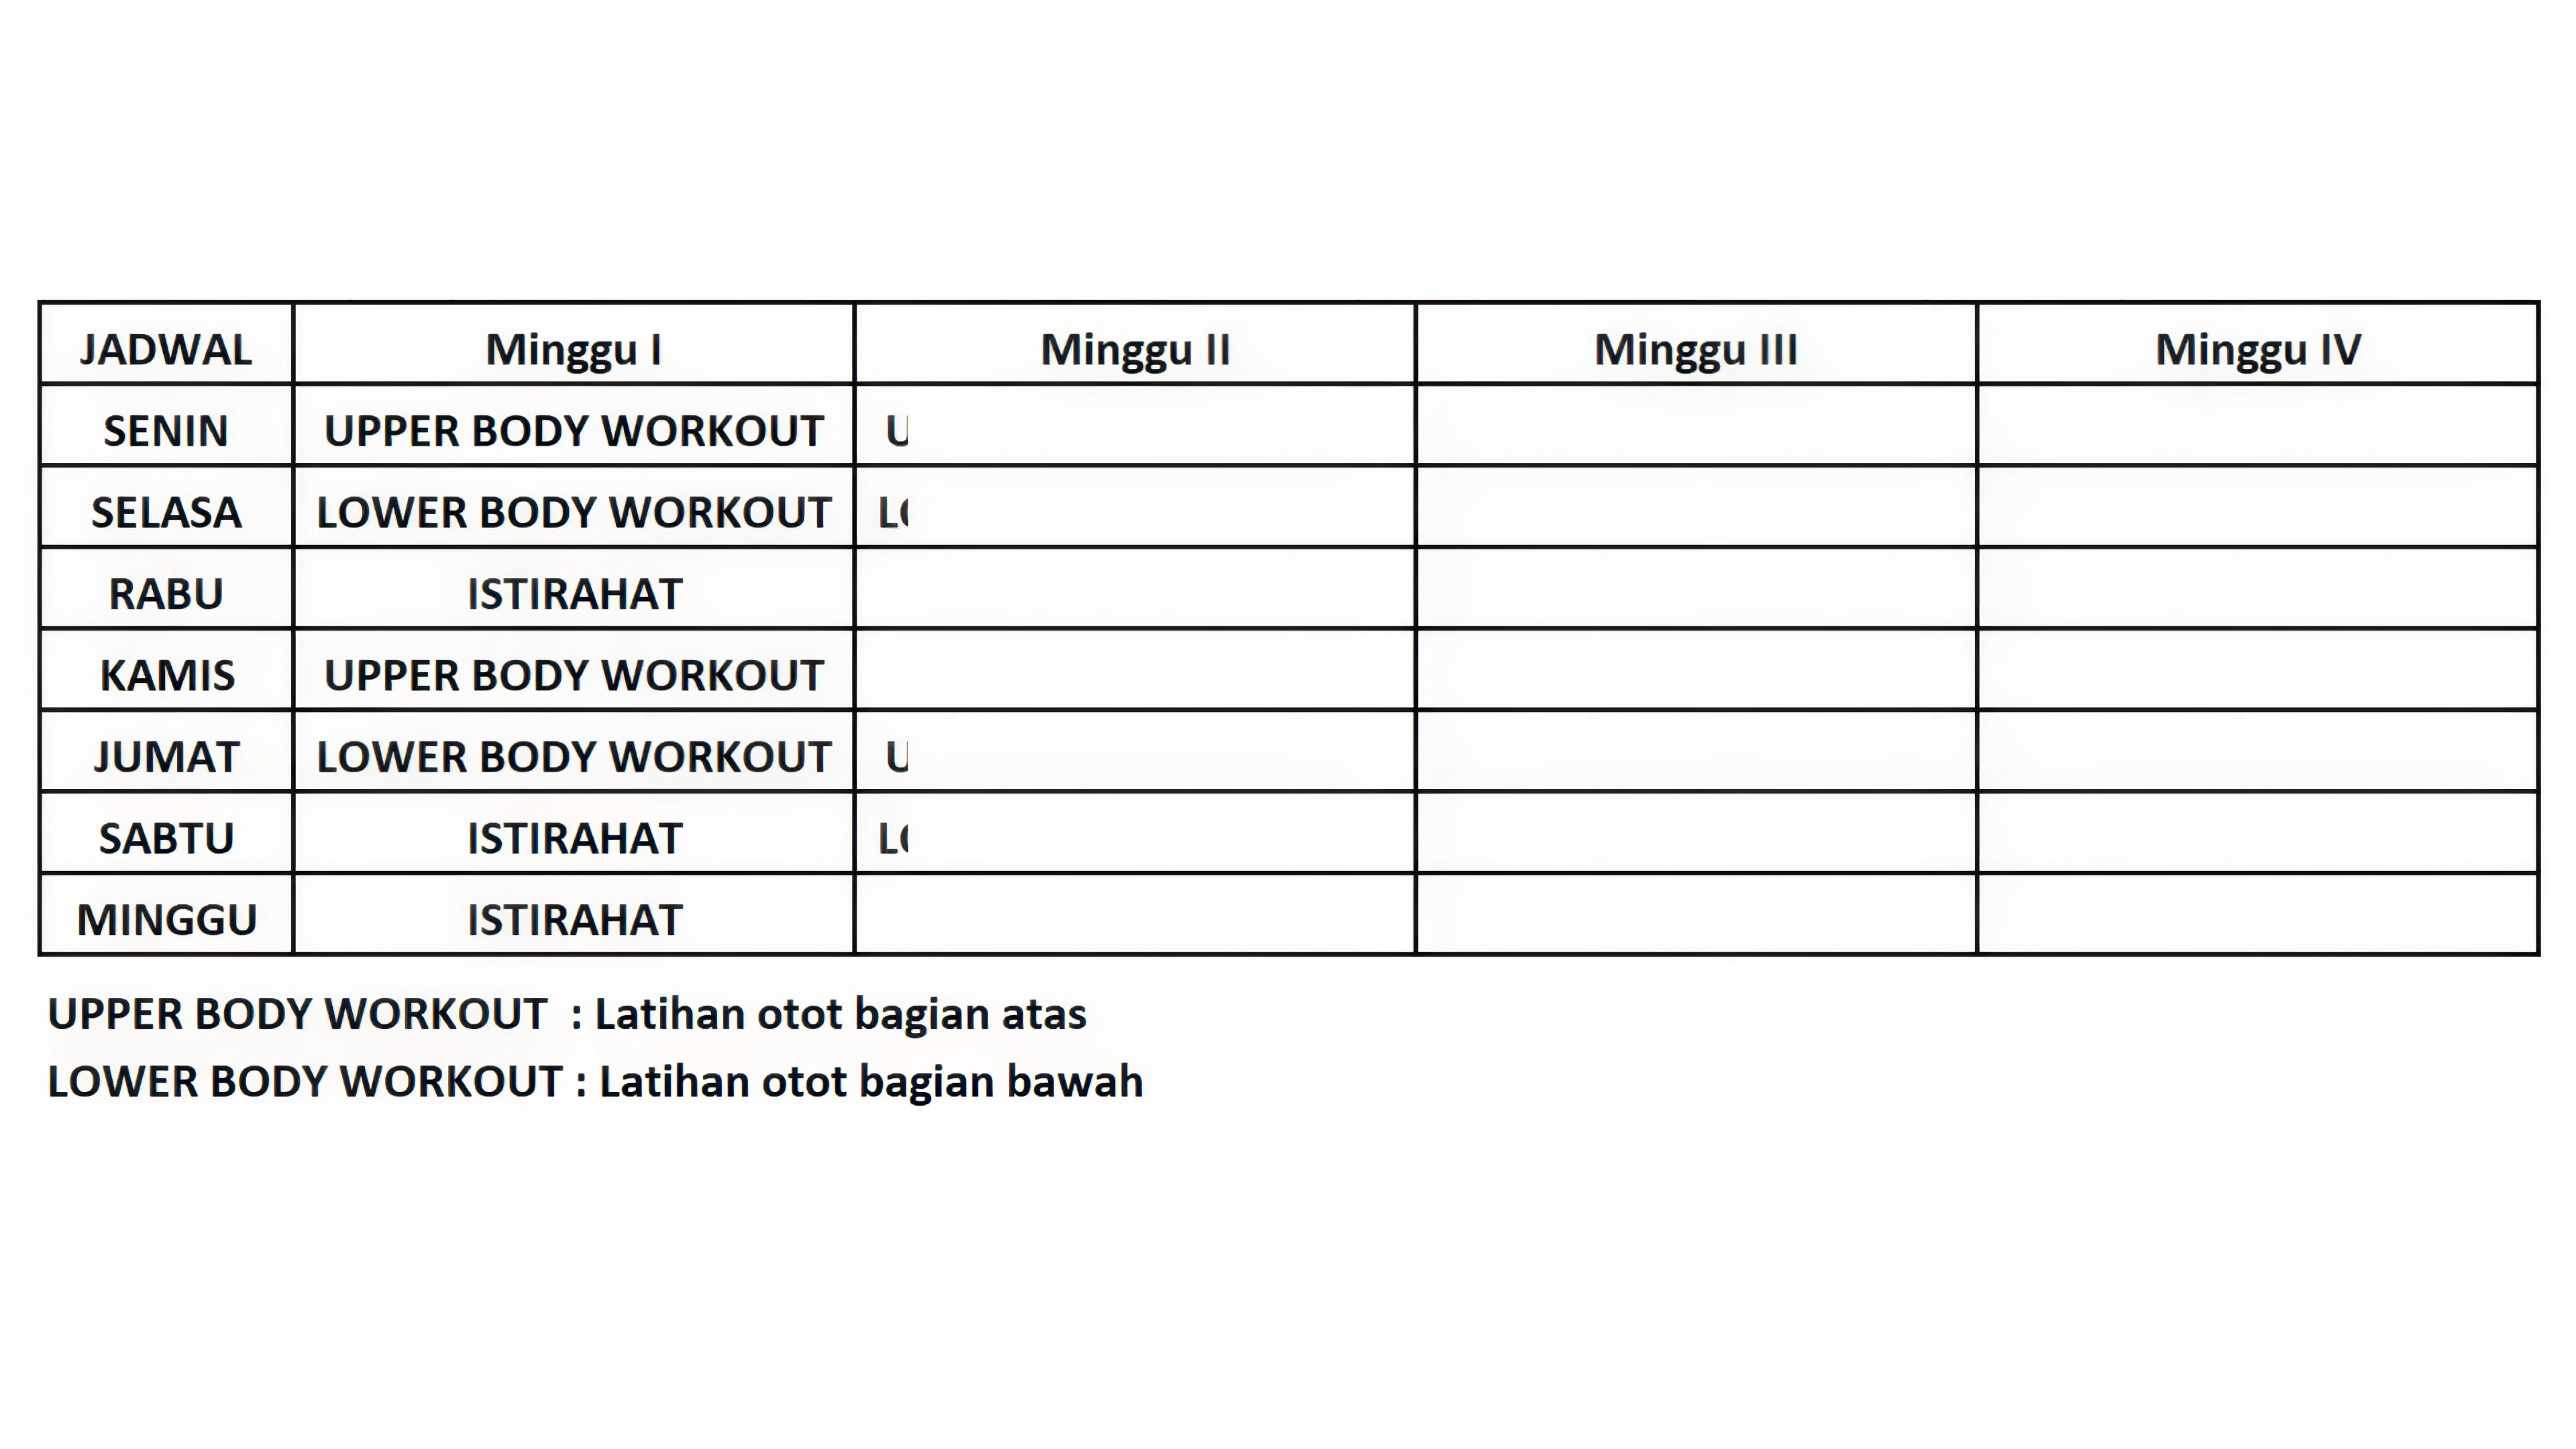 JADWAL Minggu I Minggu II Minggu III Minggu IV
SENIN UPPER BODY WORKOUT U
SELASA LOWER BODY WORKOUT
RABU ISTIRAHAT
KAMIS UPPER BODY WORKOUT
JUMAT LOWER BODY WORKOUT U
SABTU ISTIRAHAT
MINGGU ISTIRAHAT
UPPER BODY WORKOUT : Latihan otot bagian atas
LOWER BODY WORKOUT : Latihan otot bagian bawah